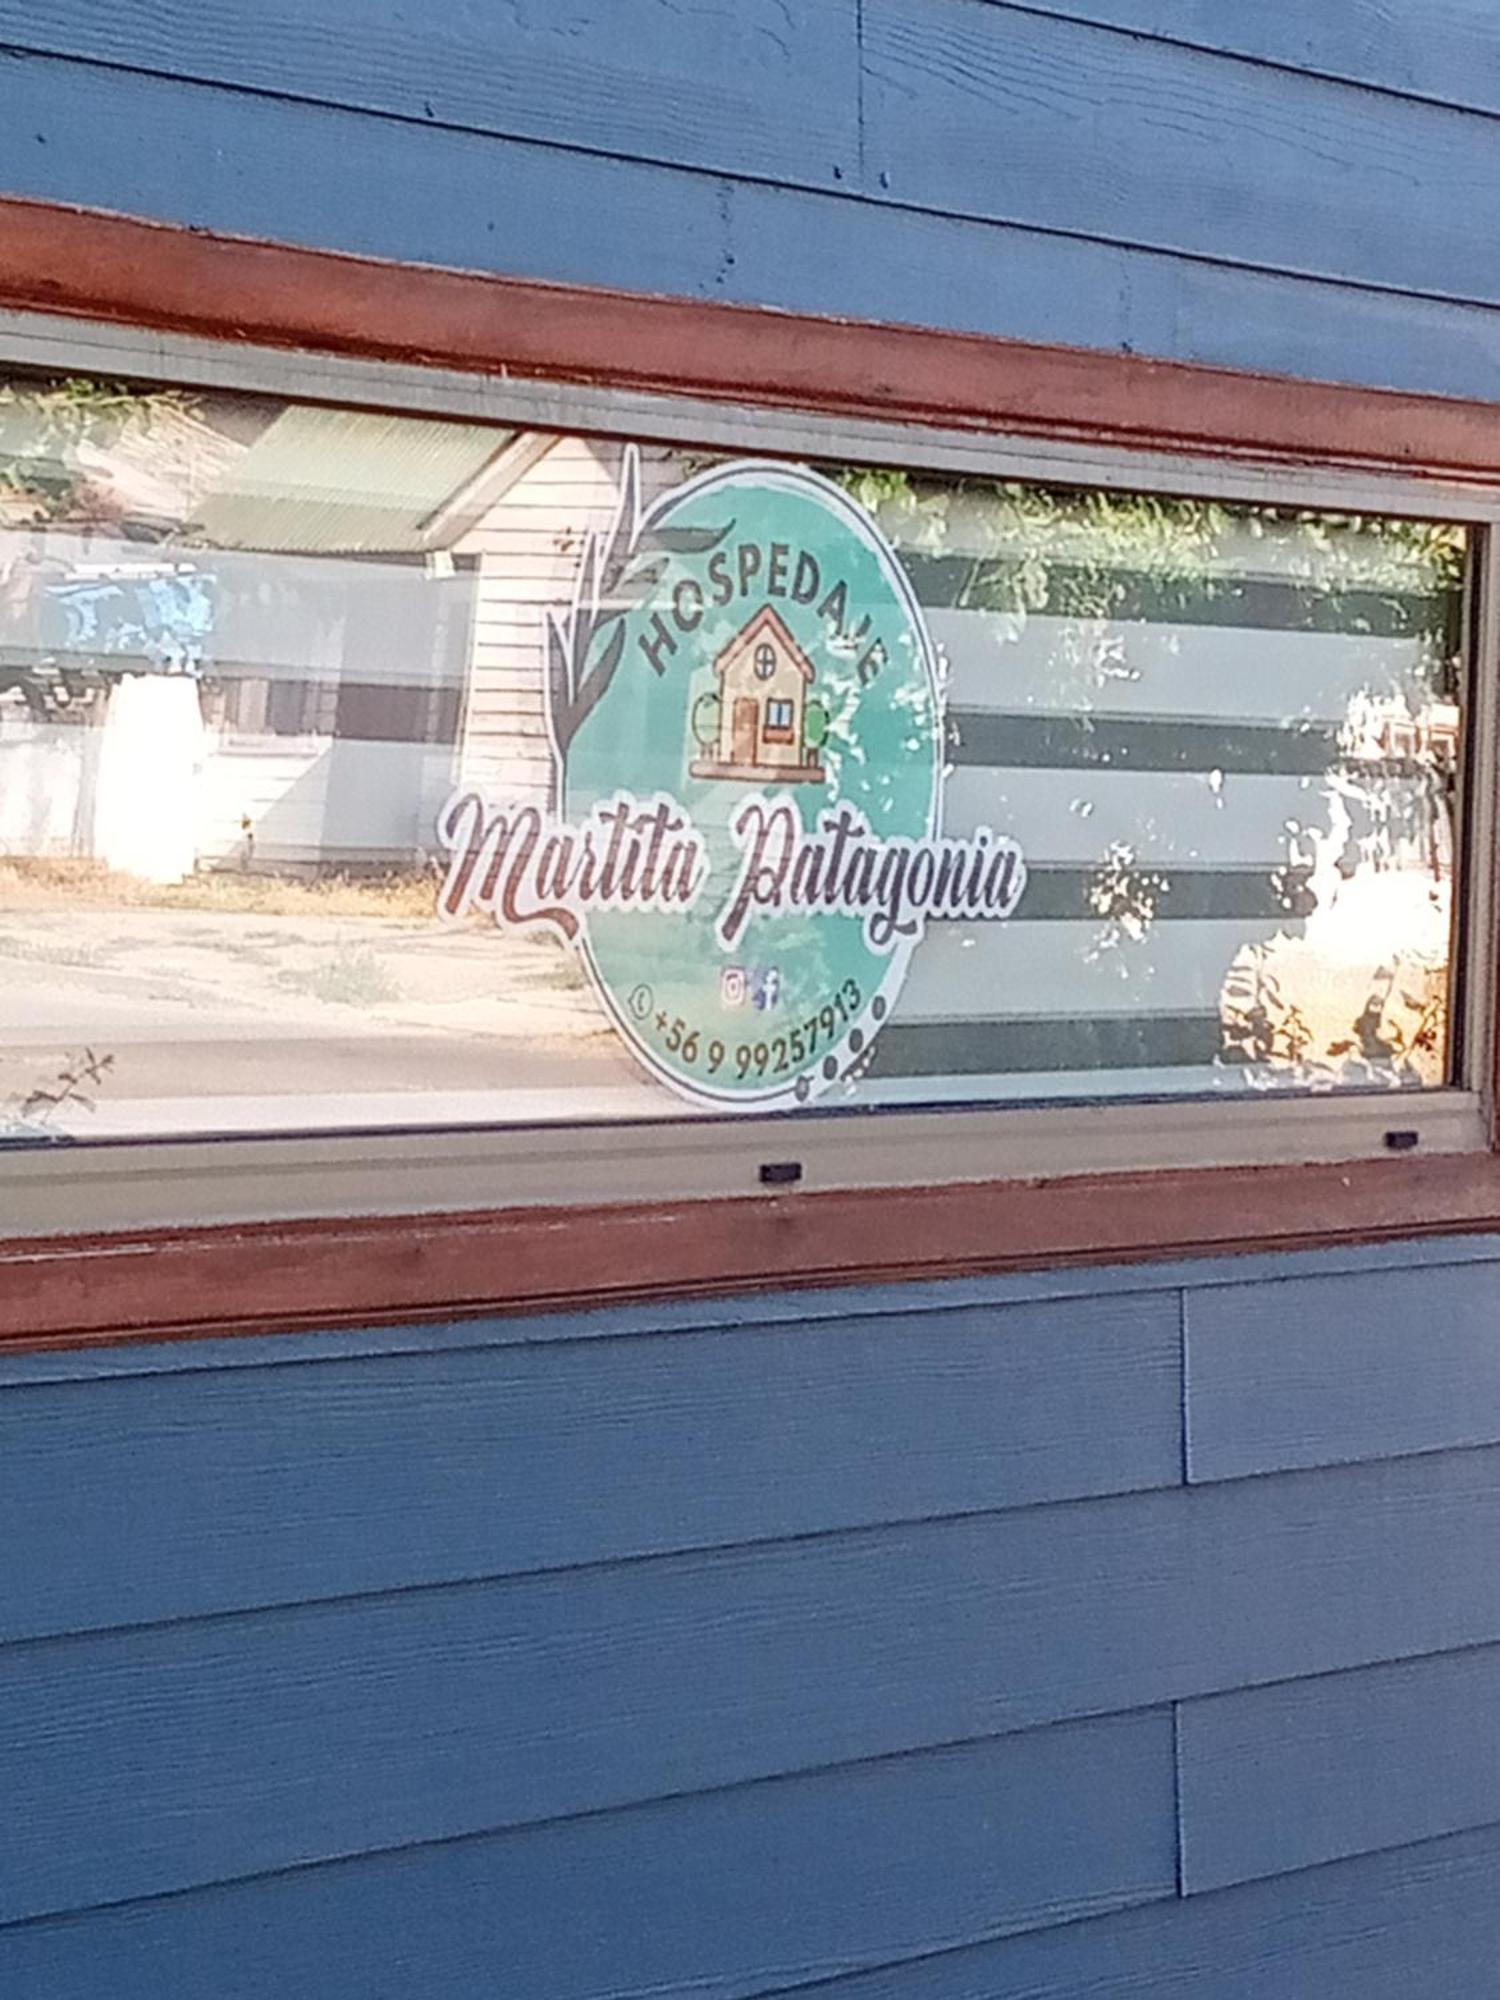 HOSPEDAJE
Martita Patagonia
+56 9 99257913